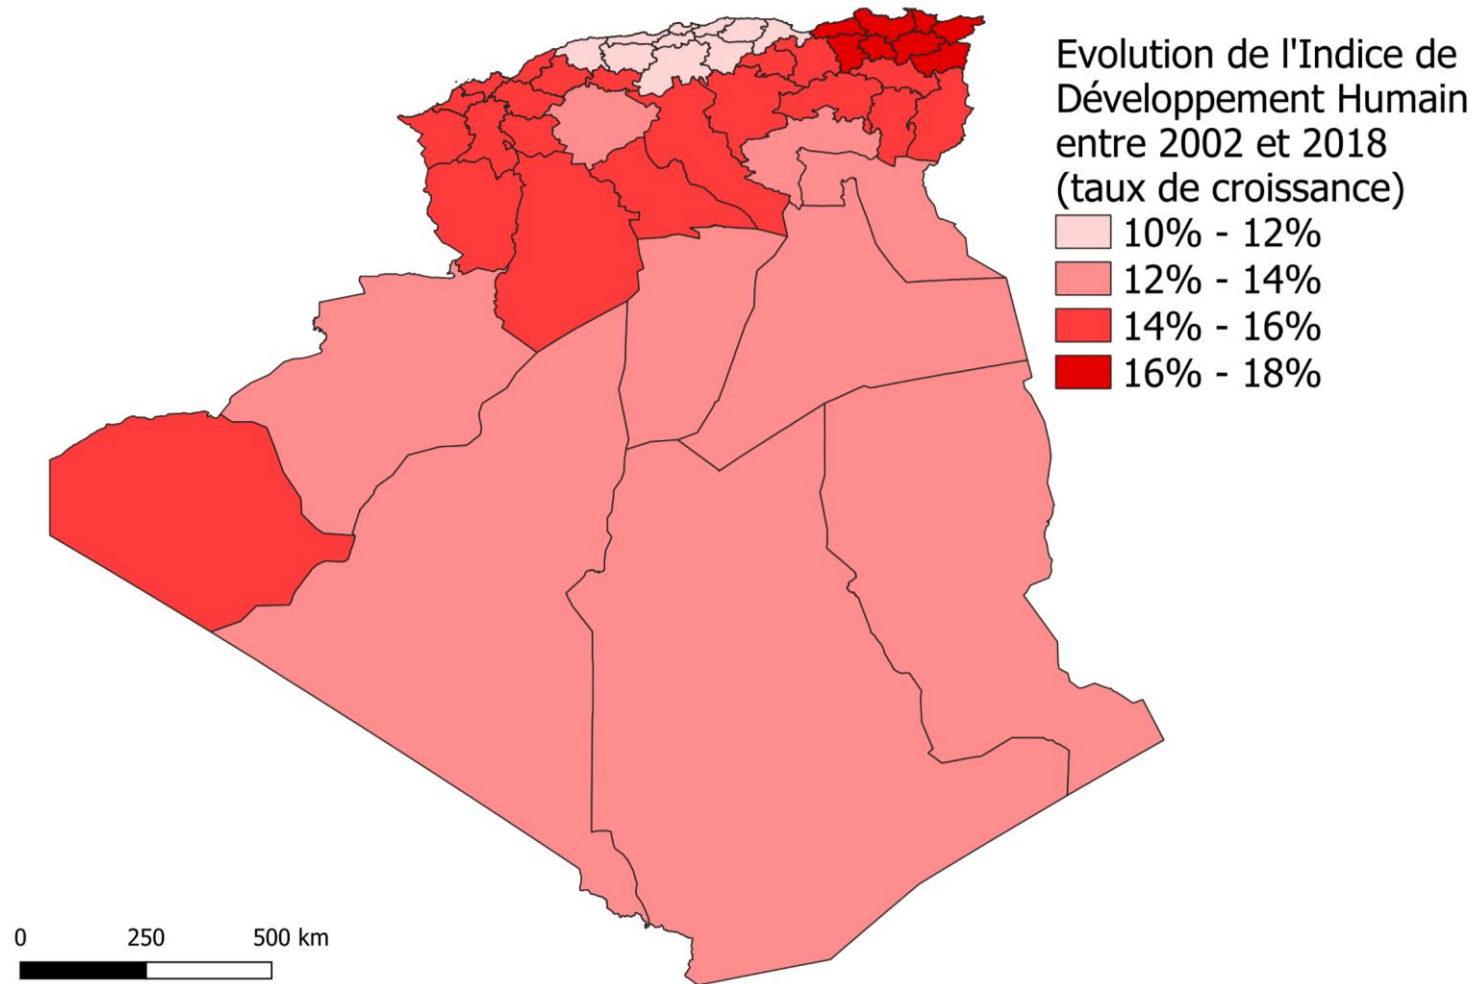 Evolution de l'Indice de
Développement Humain
entre 2002 et 2018
(taux de croissance)
10% - 12%
12% - 14%
14% - 16%
16% - 18%
0 250 500 km